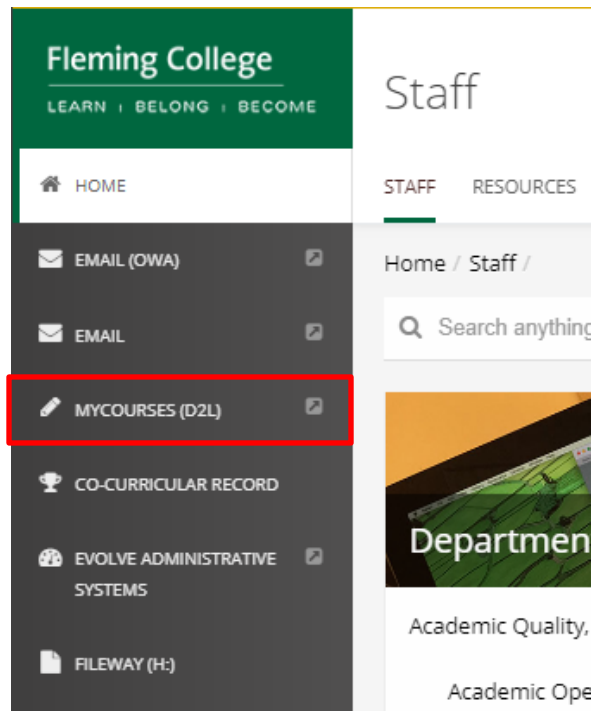 Fleming College
LEARN | BELONG | BECOME
HOME
EMAIL (OWA)
EMAIL
MYCOURSES (D2L)
CO-CURRICULAR RECORD
EVOLVE ADMINISTRATIVE
SYSTEMS
FILEWAY (H:)
Staff
STAFF RESOURCES
Home / Staff /
Search anything
Departmen
Academic Quality,
Academic Ope